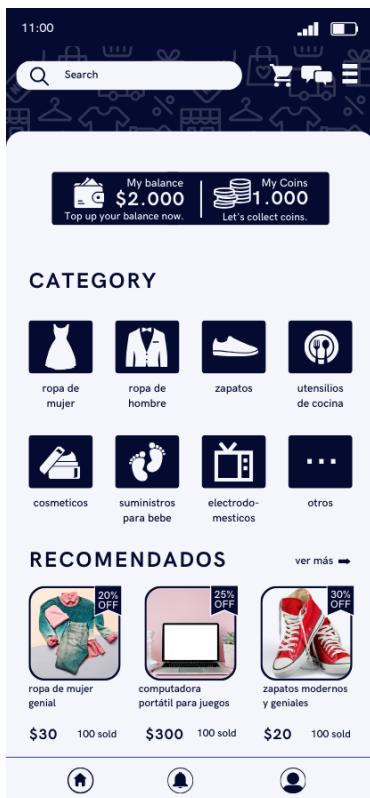 11:00
Search
My balance
$2.000
Top up your balance now.
My Coins
1.000
Let's collect coins.
CATEGORY
ropa de
mujer
ropa de
hombre
zapatos
utensilios
de cocina
cosmeticos
suministros
para bebe
electrodo-
mesticos
otros
RECOMENDADOS
ver más
20%
OFF
25%
OFF
30%
OFF
ropa de mujer
genial
computadora
portátil para juegos
zapatos modernos
y geniales
$30
100 sold
$300
100 sold
$20
100 sold